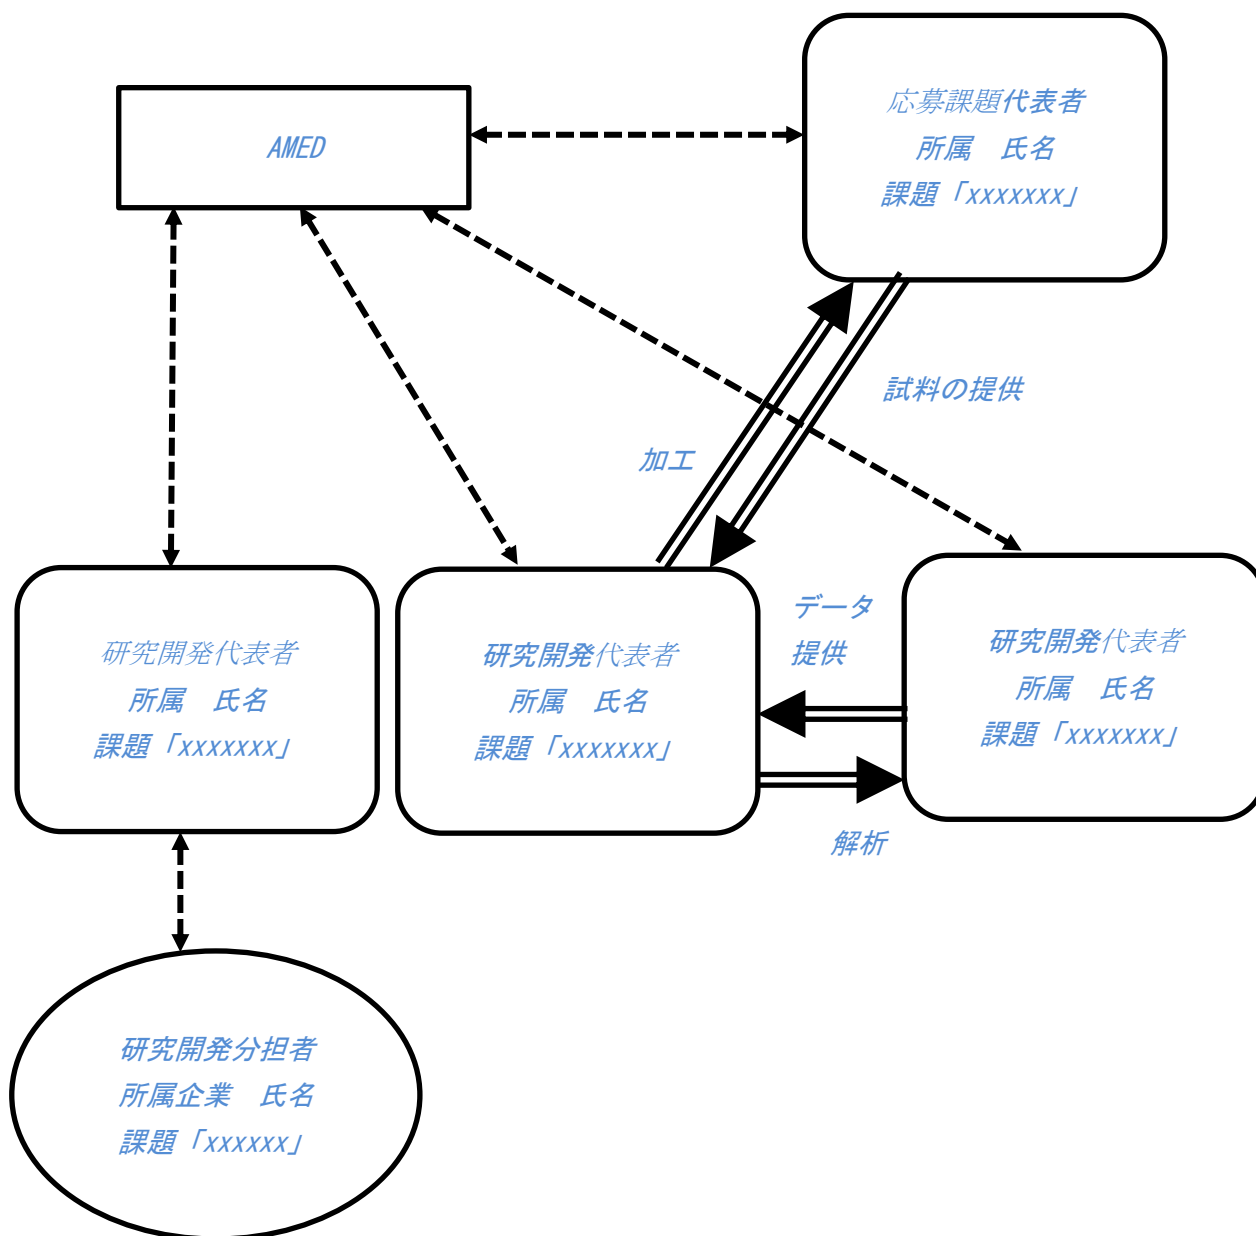 応募課題代表者
所属　氏名
課題「xxxxxxx」
AMED
試料の提供
加工
データ
提供
研究開発代表者
所属　氏名
課題「xxxxxxx」
研究開発代表者
所属　氏名
課題「xxxxxxx」
研究開発代表者
所属　氏名
課題「xxxxxxx」
解析
研究開発分担者
所属企業　氏名
課題「xxxxxx」